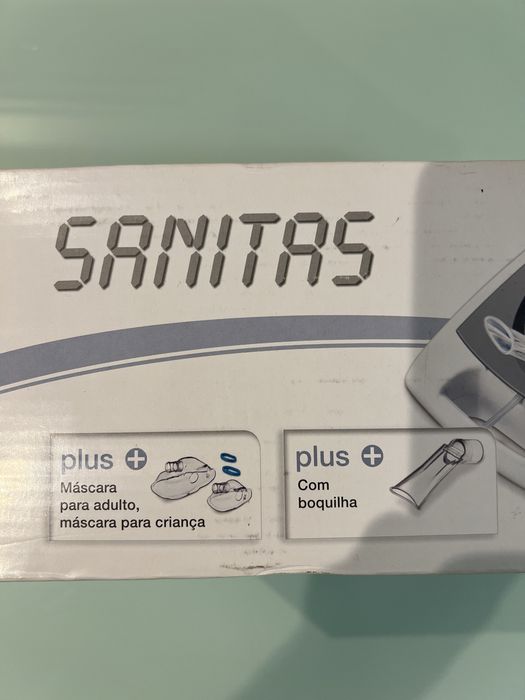 SANITAS
plus +
Máscara
para adulto,
máscara para criança
plus +
Com
boquilha